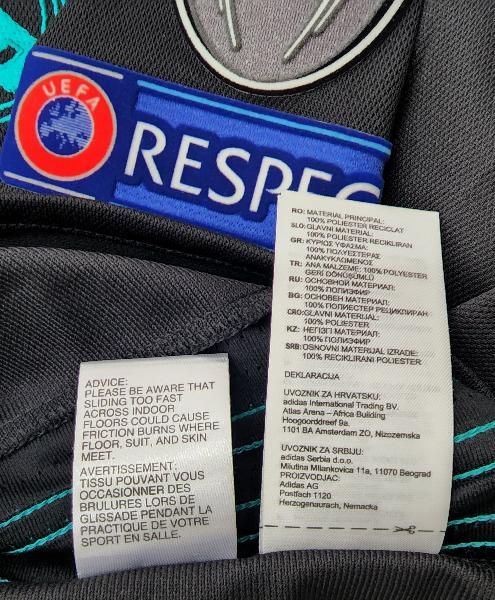 UEFA
RESPEC
RO: MATERIAL PRINCIPAL:
100% POLYESTER RECICLAT
SLO: GLAVNI MATERIAL:
100% POLIESTER RECIKLIRAN
GR: ΚΥΡΙΟΣ ΥΦΑΣΜΑ:
100% ΠΟΛΥΕΣΤΕΡΑΣ
ΑΝΑΚΥΚΛΩΜΕΝΟΣ
TR: ANA MALZEME: 100% POLYESTER
GERİ DÖNÜŞÜMLÜ
RU: ОСНОВНОЙ МАТЕРИАЛ:
100% ПОЛИЭФИР
BG: ОСНОВЕН МАТЕРИАЛ:
100% ПОЛИЕСТЕР РЕЦИКЛИРАН
CRO: GLAVNI MATERIJAL:
100% POLIESTER
KZ: НЕГІЗГІ МАТЕРИАЛ:
100% ПОЛИЭФИР
SRB: OSNOVNI MATERIJAL IZRADE:
100% RECIKLIRANI POLIESTER
DEKLARACIJA
UVOZNIK ZA HRVATSKU:
adidas International Trading BV.
Atlas Arena – Africa Building
Hoogoorddreef 9a.
1101 BA Amsterdam ZO, Nizozemska
UVOZNIK ZA SRBIJU:
adidas Serbia d.o.o.
Milutina Milankovica 11a, 11070 Beograd
PROIZVODJAC:
Adidas AG
Postfach 1120
Herzogenaurach, Nemacka
ADVICE:
PLEASE BE AWARE THAT
SLIDING TOO FAST
ACROSS INDOOR
FLOORS COULD CAUSE
FRICTION BURNS WHERE
FLOOR, SUIT, AND SKIN
MEET.
AVERTISSEMENT:
TISSU POUVANT VOUS
OCCASIONNER DES
BRULURES LORS DE
GLISSADE PENDANT LA
PRACTIQUE DE VOTRE
SPORT EN SALLE.